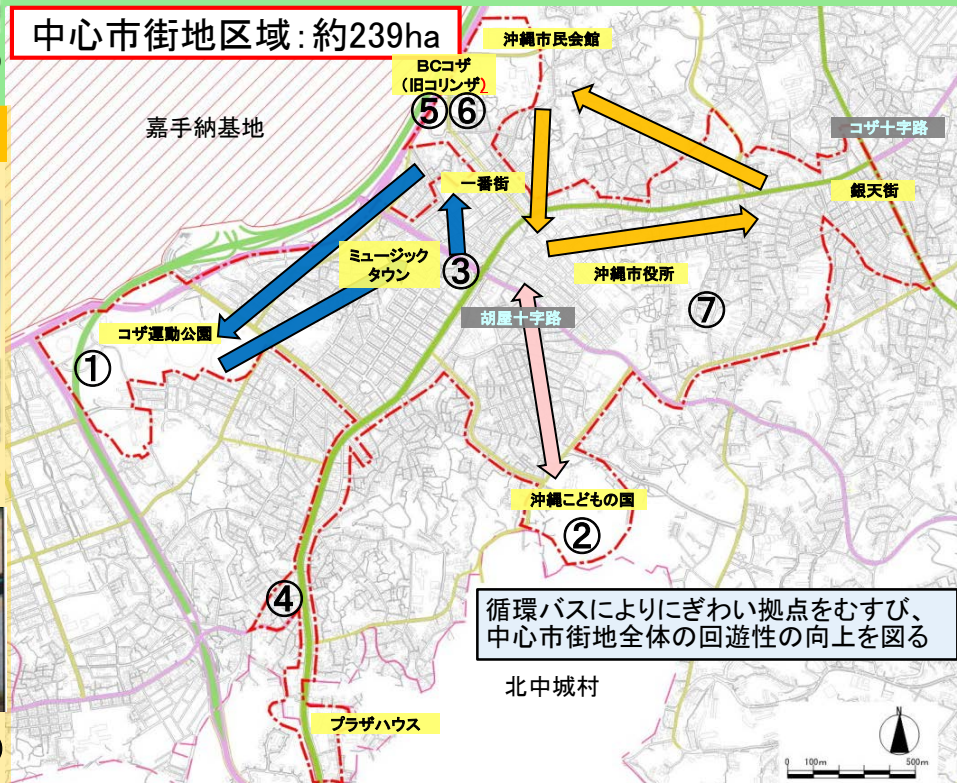 中心市街地区域：約239ha
沖縄市民会館
BCコザ
(旧コリンザ)
⑤⑥
嘉手納基地
コザ十字路
一番街
銀天街
ミュージック
タウン
③
沖縄市役所
⑦
胡屋十字路
コザ運動公園
①
沖縄こどもの国
②
④
循環バスによりにぎわい拠点をむすび、
中心市街地全体の回遊性の向上を図る
北中城村
プラザハウス
N
0 100m 500m